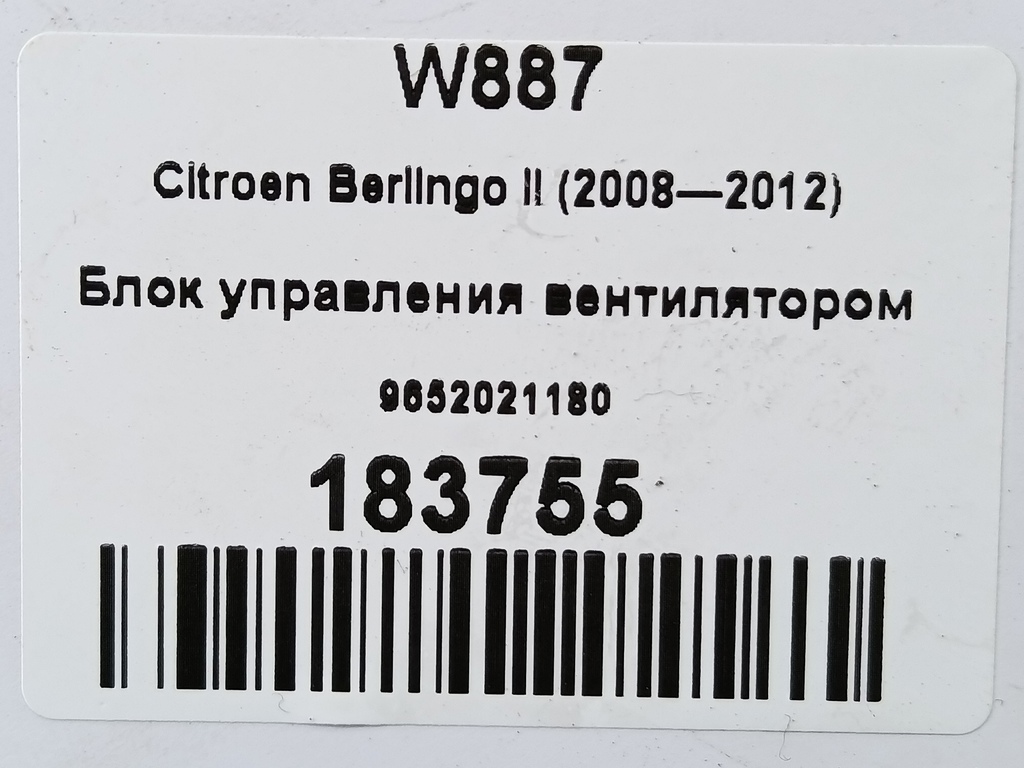 W887
Citroen Berlingo II (2008—2012)
Блок управления вентилятором
9652021180
183755